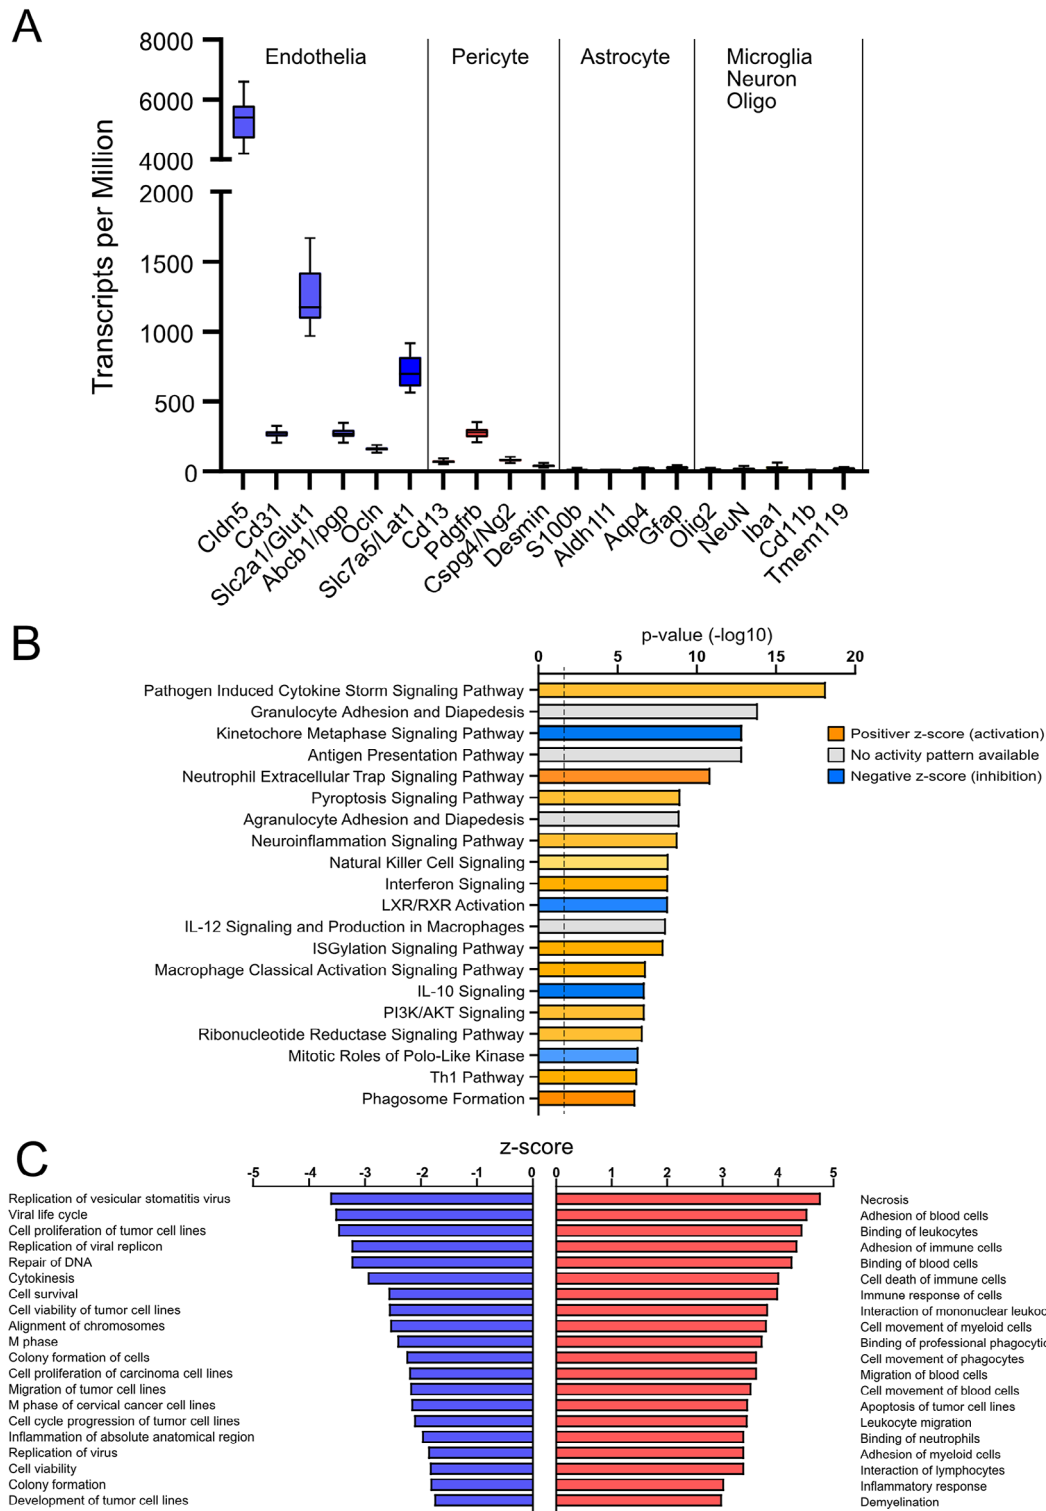 A
8000
6000
4000
2000
1500
1000
500
0
Transcripts per Million
Endothelia
Pericyte
Astrocyte
Microglia
Neuron
Oligo
Cldn5
Cd31
Slc2a1/Glut1
Abcb1/pgp
Ocln
Slc7a5/Lat1
Cd13
Pdgfrb
Cspg4/Ng2
Desmin
S100b
Aldh1l1
Aqp4
Gfap
Olig2
NeuN
Iba1
Cd11b
Tmem119
B
p-value (-log10)
0 5 10 15 20
Pathogen Induced Cytokine Storm Signaling Pathway
Granulocyte Adhesion and Diapedesis
Kinetochore Metaphase Signaling Pathway
Antigen Presentation Pathway
Neutrophil Extracellular Trap Signaling Pathway
Pyroptosis Signaling Pathway
Agranulocyte Adhesion and Diapedesis
Neuroinflammation Signaling Pathway
Natural Killer Cell Signaling
Interferon Signaling
LXR/RXR Activation
IL-12 Signaling and Production in Macrophages
ISGylation Signaling Pathway
Macrophage Classical Activation Signaling Pathway
IL-10 Signaling
PI3K/AKT Signaling
Ribonucleotide Reductase Signaling Pathway
Mitotic Roles of Polo-Like Kinase
Th1 Pathway
Phagosome Formation
Positiver z-score (activation)
No activity pattern available
Negative z-score (inhibition)
C
z-score
-5 -4 -3 -2 -1 0 0 1 2 3 4 5
Replication of vesicular stomatitis virus
Viral life cycle
Cell proliferation of tumor cell lines
Replication of viral replicon
Repair of DNA
Cytokinesis
Cell survival
Cell viability of tumor cell lines
Alignment of chromosomes
M phase
Colony formation of cells
Cell proliferation of carcinoma cell lines
Migration of tumor cell lines
M phase of cervical cancer cell lines
Cell cycle progression of tumor cell lines
Inflammation of absolute anatomical region
Replication of virus
Cell viability
Colony formation
Development of tumor cell lines
Necrosis
Adhesion of blood cells
Binding of leukocytes
Adhesion of immune cells
Binding of blood cells
Cell death of immune cells
Immune response of cells
Interaction of mononuclear leukoc
Cell movement of myeloid cells
Binding of professional phagocytic
Cell movement of phagocytes
Migration of blood cells
Cell movement of blood cells
Apoptosis of tumor cell lines
Leukocyte migration
Binding of neutrophils
Adhesion of myeloid cells
Interaction of lymphocytes
Inflammatory response
Demyelination